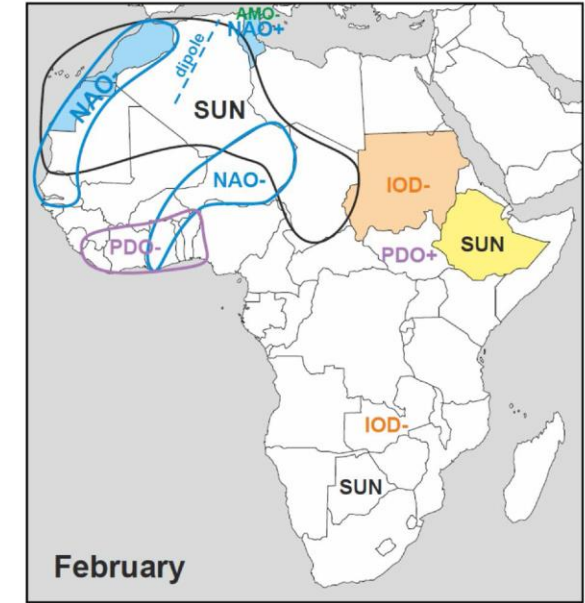 AMO-
NAO+
dipole
NAO-
SUN
NAO-
IOD-
PDO-
PDO+
SUN
IOD-
SUN
February